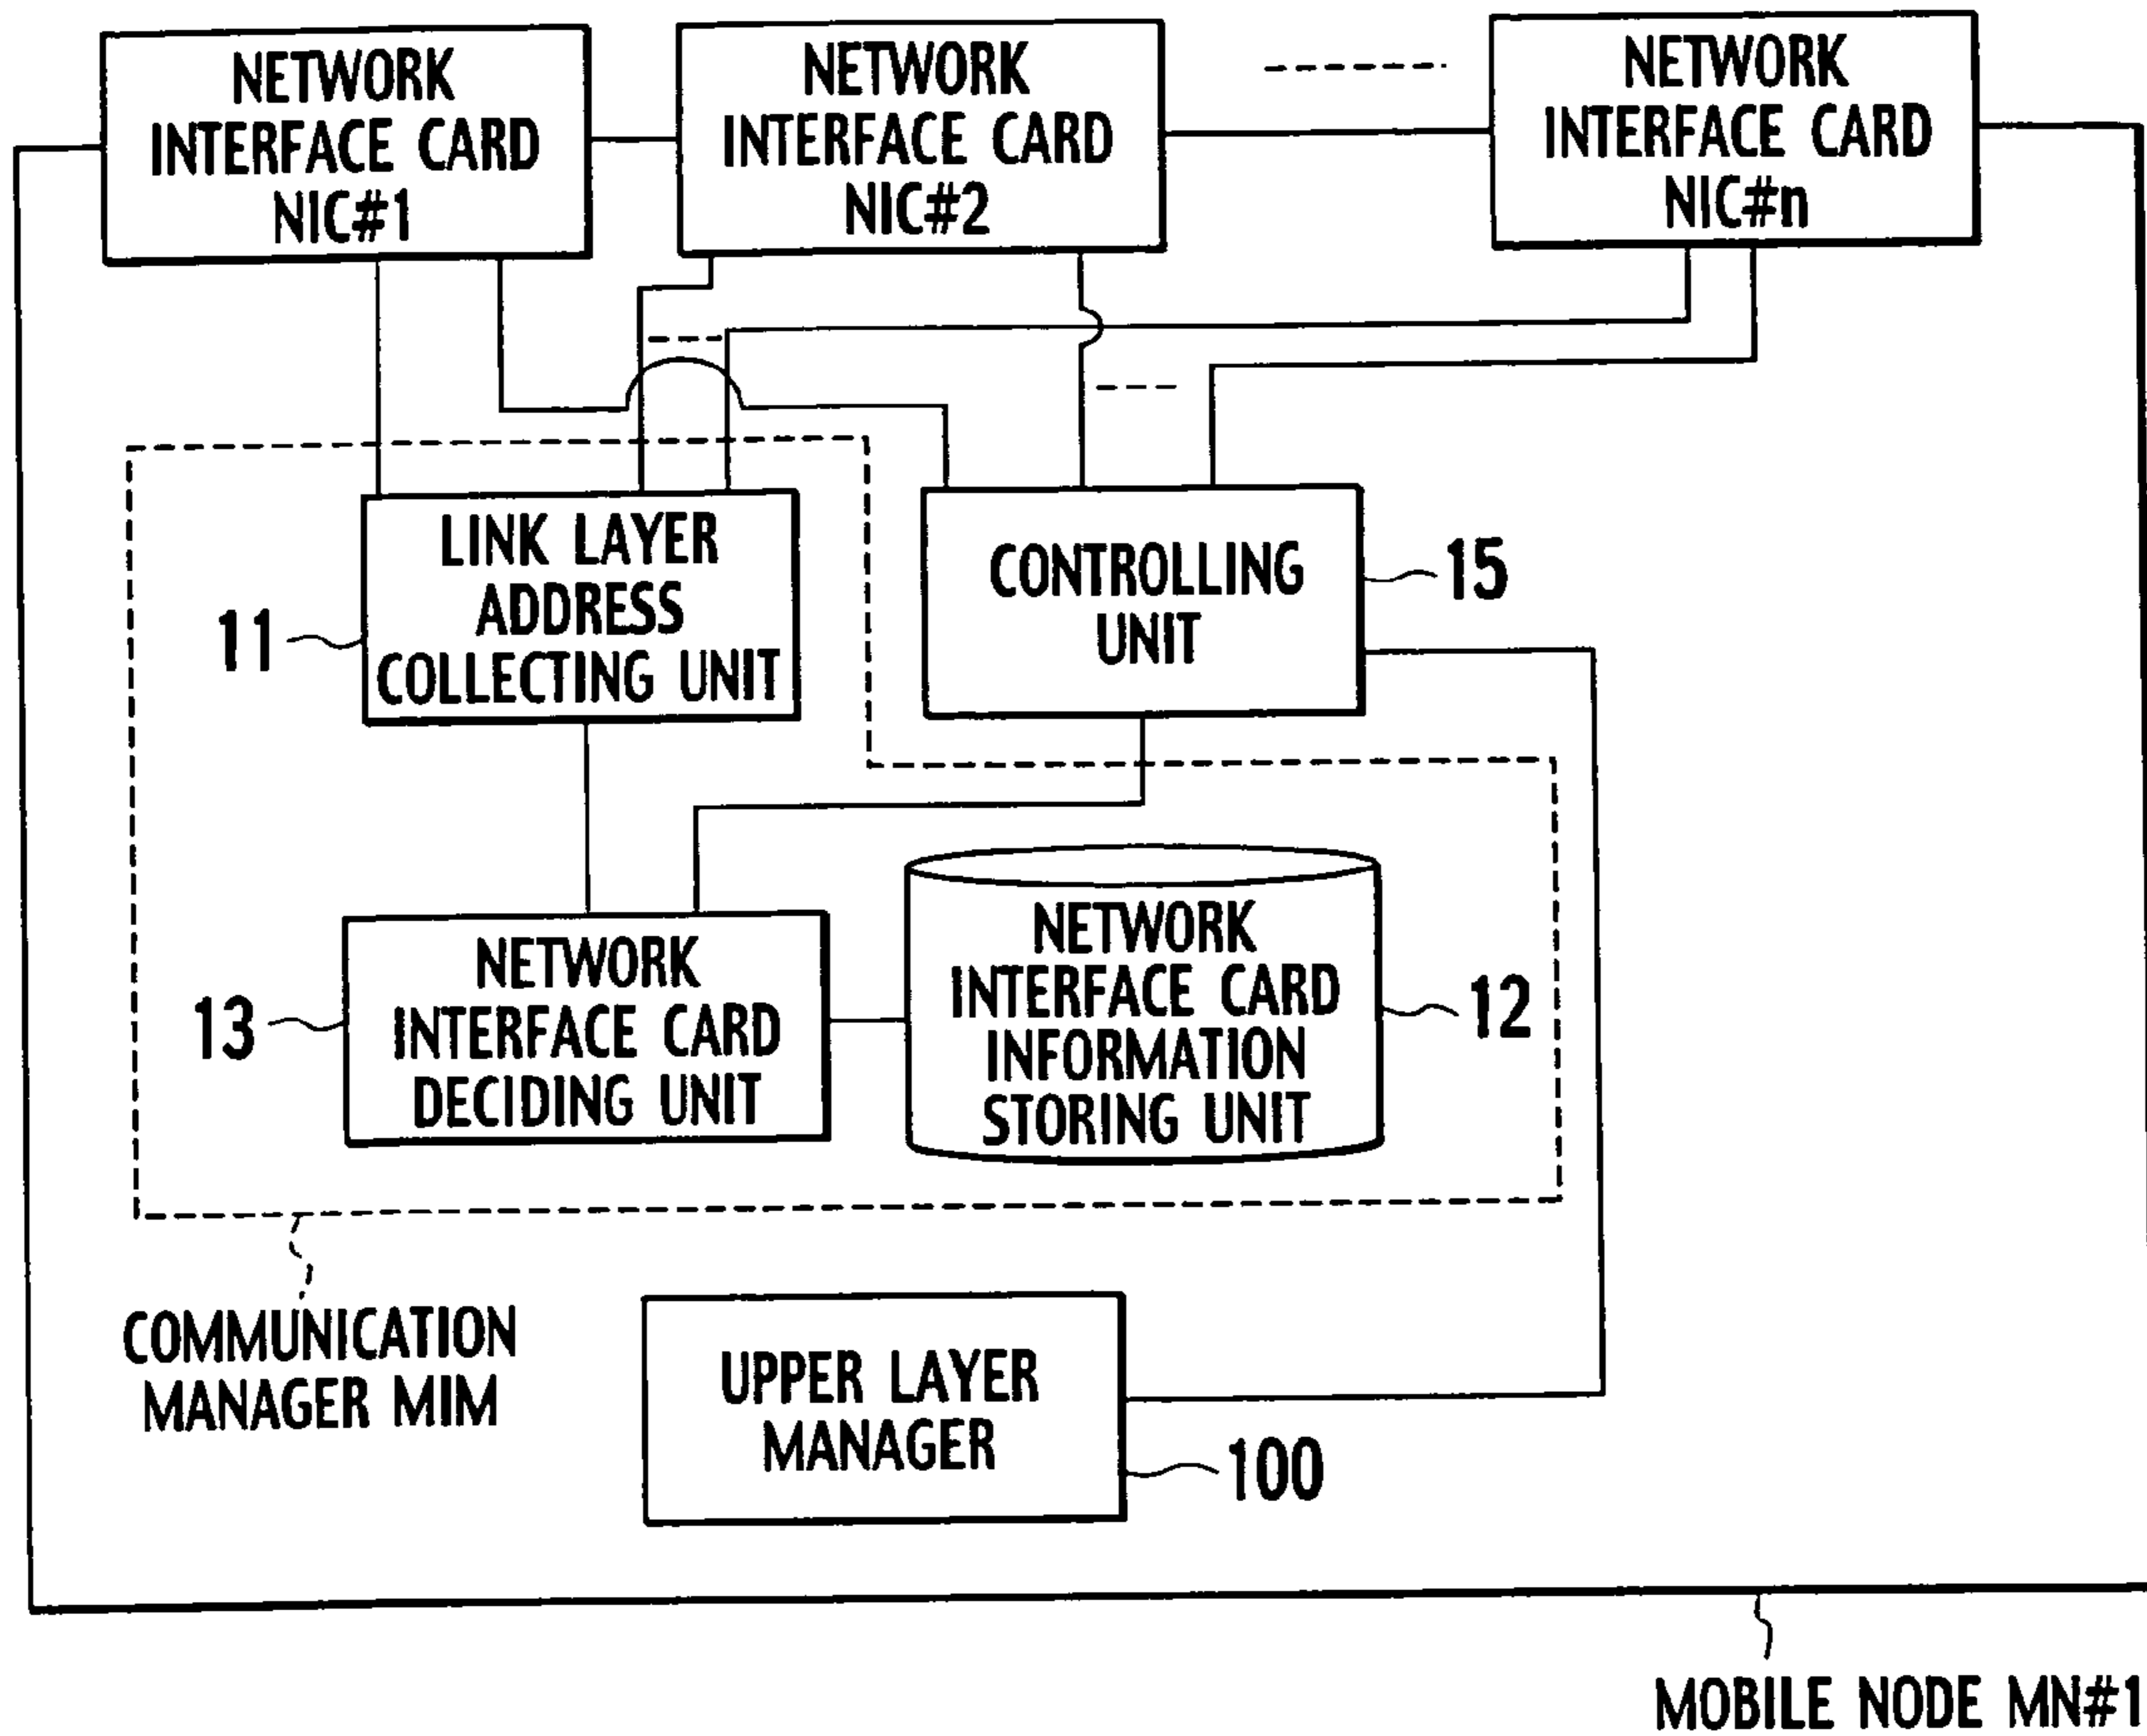 NETWORK
INTERFACE CARD
NIC#1
NETWORK
INTERFACE CARD
NIC#2
NETWORK
INTERFACE CARD
NIC#n
LINK LAYER
ADDRESS
COLLECTING UNIT
11
CONTROLLING
UNIT
15
NETWORK
INTERFACE CARD
DECIDING UNIT
13
NETWORK
INTERFACE CARD
INFORMATION
STORING UNIT
12
COMMUNICATION
MANAGER MIM
UPPER LAYER
MANAGER
100
MOBILE NODE MN#1